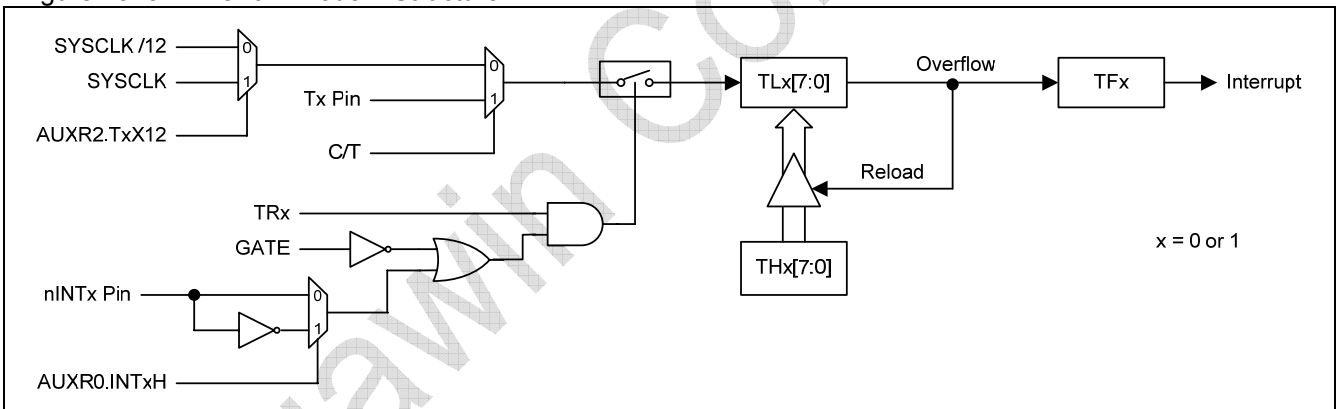 SYSCLK /12
0
SYSCLK
1
AUXR2.TxX12
0
Tx Pin
1
C/T
TLx[7:0]
Overflow
TFx
Interrupt
Reload
THx[7:0]
x = 0 or 1
TRx
GATE
nINTx Pin
0
1
AUXR0.INTxH